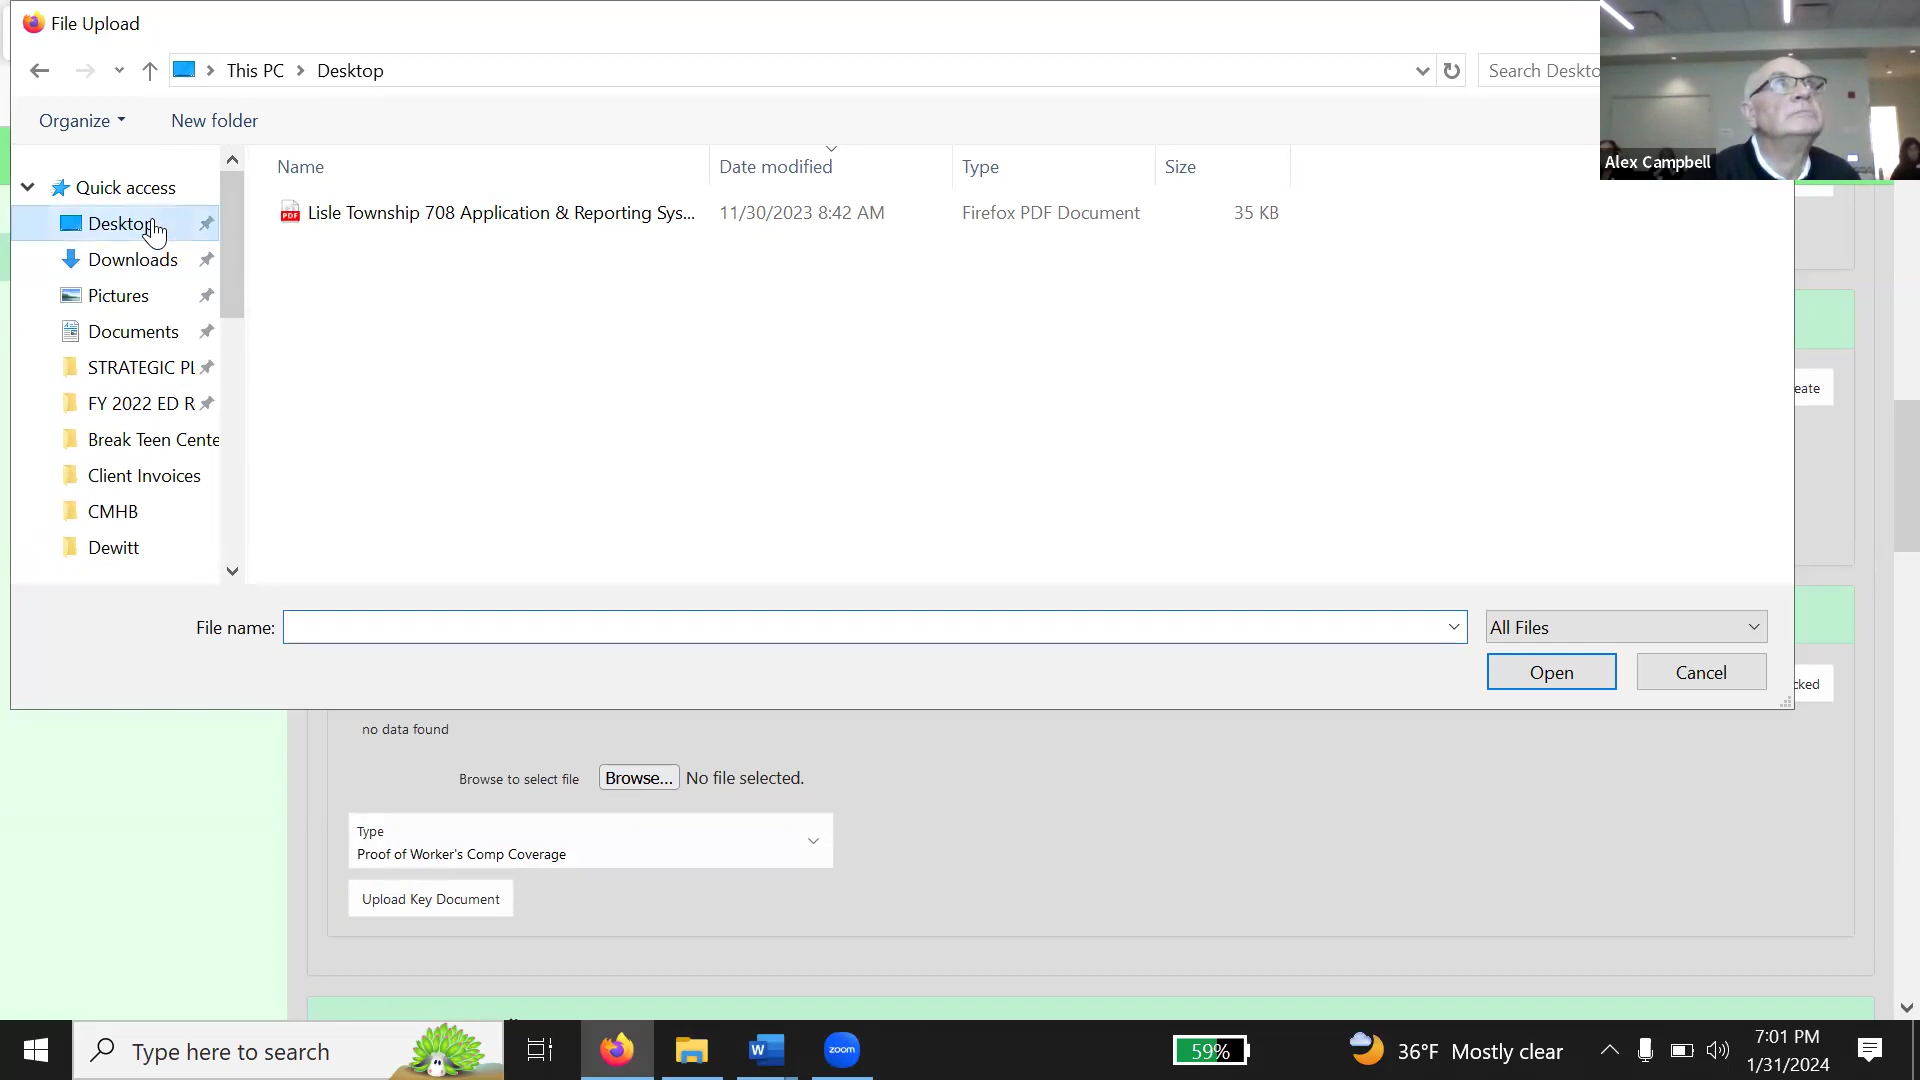 File Upload
This PC
Desktop
Search Deskto
Organize
New folder
Alex Campbell
Name
Date modified
Type
Size
Quick access
Desktop
Downloads
Pictures
Documents
STRATEGIC PL
FY 2022 ED R
Break Teen Cente
Client Invoices
CMHB
Dewitt
Lisle Township 708 Application & Reporting Sys...
11/30/2023 8:42 AM
Firefox PDF Document
35 KB
eate
File name:
All Files
Open
Cancel
cked
no data found
Browse to select file
Browse...
No file selected.
Type
Proof of Worker's Comp Coverage
Upload Key Document
Type here to search
zoom
59%
36°F Mostly clear
7:01 PM
1/31/2024